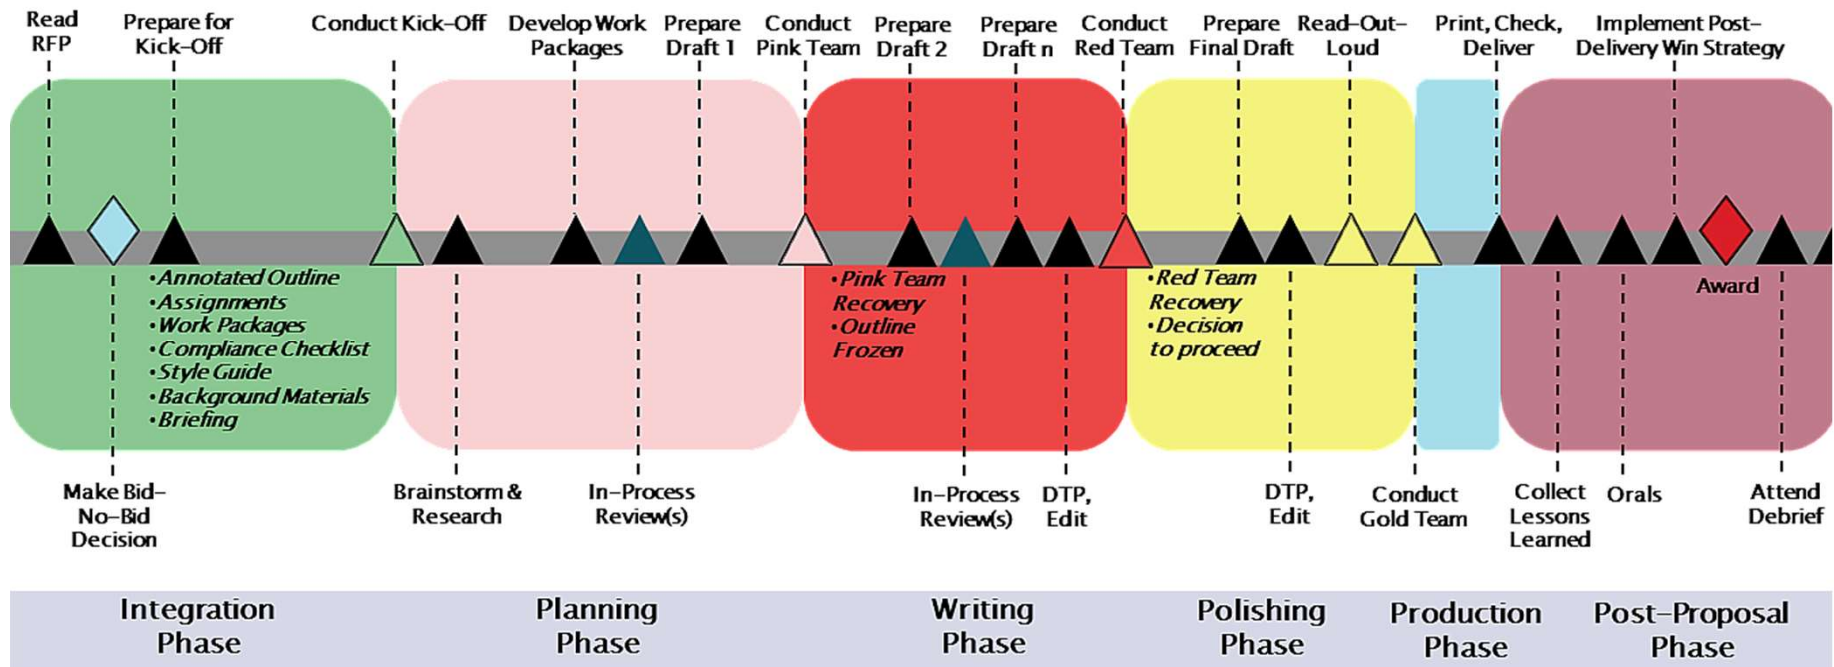 Read
RFP
Prepare for
Kick-Off
Conduct Kick-Off
Develop Work
Packages
Prepare
Draft 1
Conduct
Pink Team
Prepare
Draft 2
Prepare
Draft n
Conduct
Red Team
Prepare
Final Draft
Read-Out-
Loud
Print, Check,
Deliver
Implement Post-
Delivery Win Strategy
•Annotated Outline
•Assignments
•Work Packages
•Compliance Checklist
•Style Guide
•Background Materials
•Briefing
•Pink Team
Recovery
•Outline
Frozen
•Red Team
Recovery
•Decision
to proceed
Award
Make Bid-
No-Bid
Decision
Brainstorm &
Research
In-Process
Review(s)
In-Process
Review(s)
DTP,
Edit
DTP,
Edit
Conduct
Gold Team
Collect
Lessons
Learned
Orals
Attend
Debrief
Integration
Phase
Planning
Phase
Writing
Phase
Polishing
Phase
Production
Phase
Post-Proposal
Phase